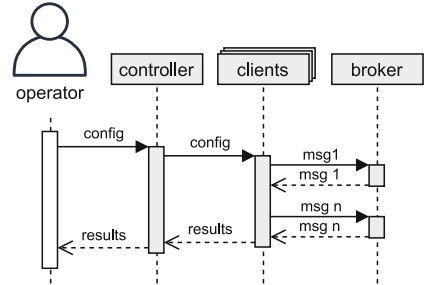 operator
controller
clients
broker
config
config
msg1
msg 1
msg n
msg n
results
results